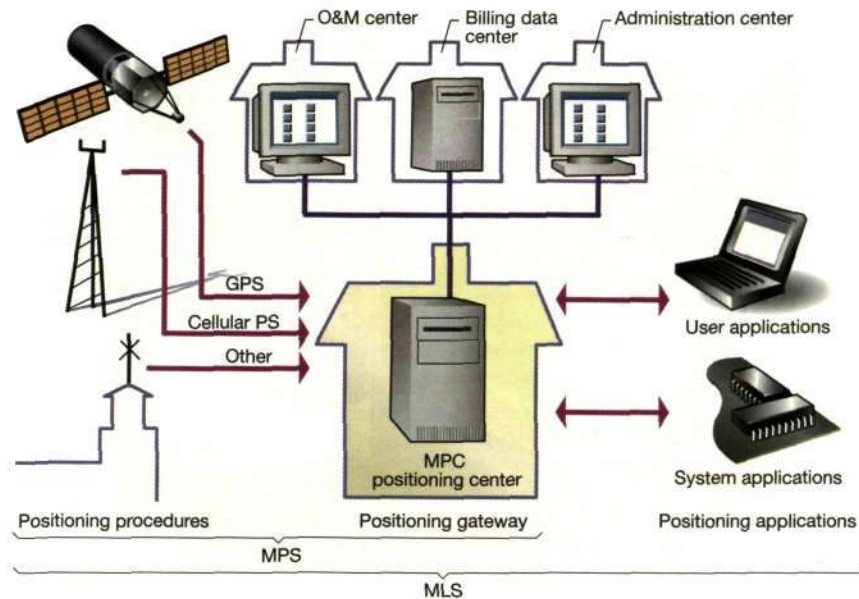 O&M center
Billing data
center
Administration center
GPS
Cellular PS
Other
User applications
MPC
positioning center
System applications
Positioning procedures
Positioning gateway
Positioning applications
MPS
MLS